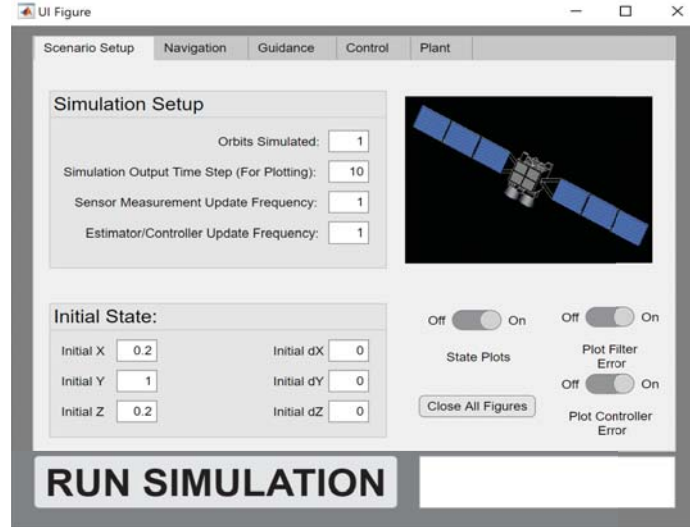 UI Figure
Scenario Setup Navigation Guidance Control Plant
Simulation Setup
Orbits Simulated: 1
Simulation Output Time Step (For Plotting): 10
Sensor Measurement Update Frequency: 1
Estimator/Controller Update Frequency: 1
Initial State:
Initial X 0.2 Initial dX 0
Initial Y 1 Initial dY 0
Initial Z 0.2 Initial dZ 0
Off On
State Plots
Close All Figures
Off On
Plot Filter
Error
Off On
Plot Controller
Error
RUN SIMULATION